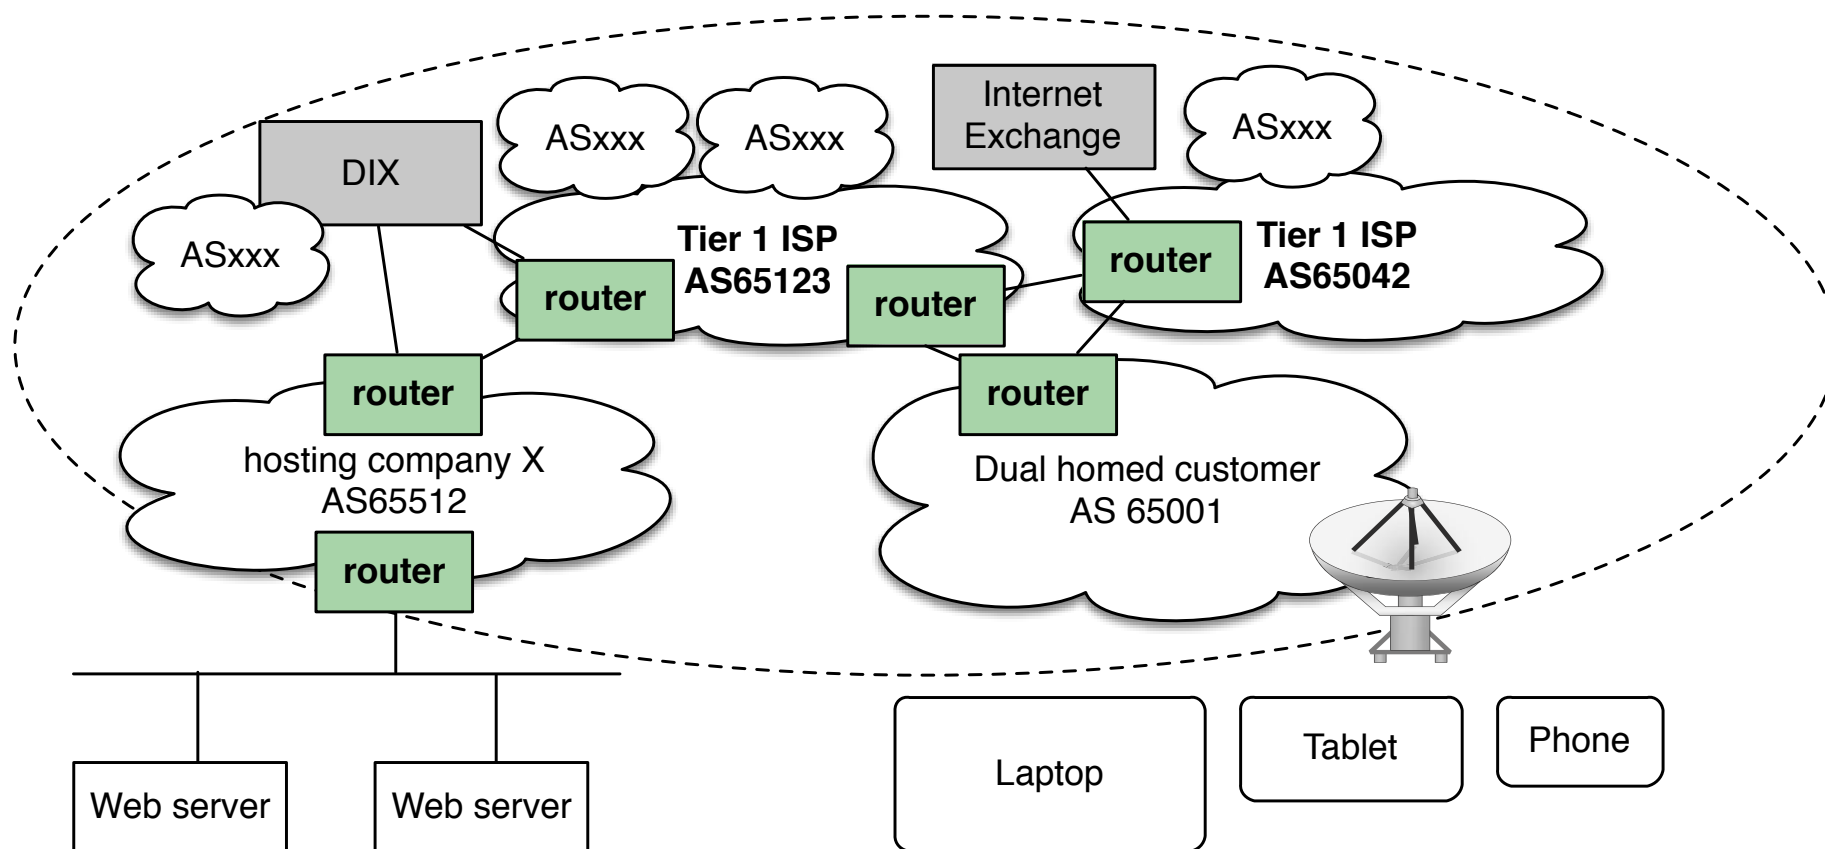 Internet
Exchange
ASxxx
ASxxx
ASxxx
DIX
ASxxx
Tier 1 ISP
AS65123
Tier 1 ISP
AS65042
router
router
router
router
router
hosting company X
AS65512
Dual homed customer
AS 65001
router
Web server
Web server
Laptop
Tablet
Phone